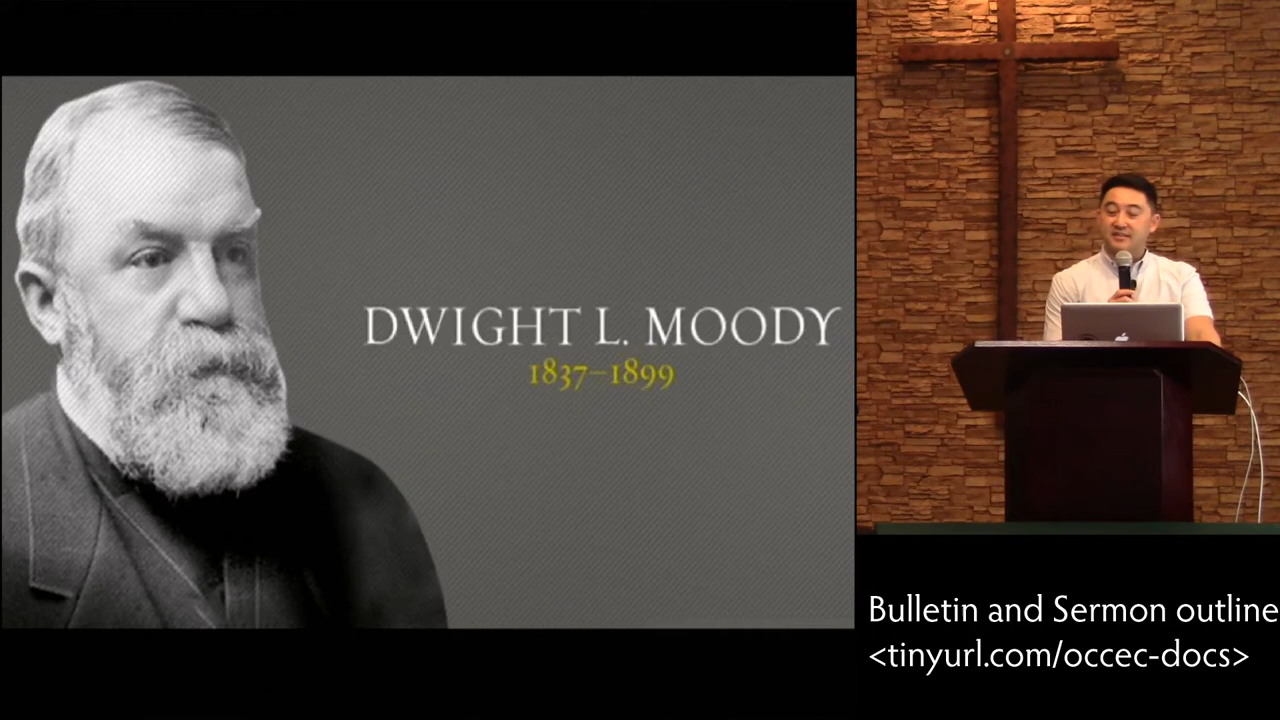 DWIGHT L. MOODY
1837–1899
Bulletin and Sermon outline
<tinyurl.com/occec-docs>